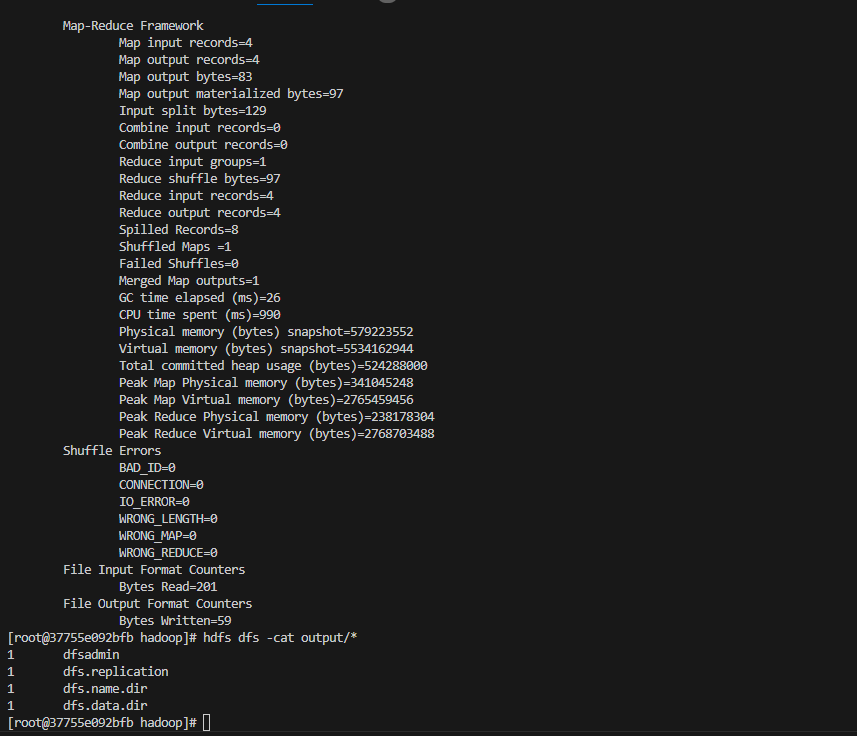 Map-Reduce Framework
Map input records=4
Map output records=4
Map output bytes=83
Map output materialized bytes=97
Input split bytes=129
Combine input records=0
Combine output records=0
Reduce input groups=1
Reduce shuffle bytes=97
Reduce input records=4
Reduce output records=4
Spilled Records=8
Shuffled Maps =1
Failed Shuffles=0
Merged Map outputs=1
GC time elapsed (ms)=26
CPU time spent (ms)=990
Physical memory (bytes) snapshot=579223552
Virtual memory (bytes) snapshot=5534162944
Total committed heap usage (bytes)=524288000
Peak Map Physical memory (bytes)=341045248
Peak Map Virtual memory (bytes)=2765459456
Peak Reduce Physical memory (bytes)=238178304
Peak Reduce Virtual memory (bytes)=2768703488
Shuffle Errors
BAD_ID=0
CONNECTION=0
IO_ERROR=0
WRONG_LENGTH=0
WRONG_MAP=0
WRONG_REDUCE=0
File Input Format Counters
Bytes Read=201
File Output Format Counters
Bytes Written=59
[root@37755e092bfb hadoop]# hdfs dfs -cat output/*
1 dfsadmin
1 dfs.replication
1 dfs.name.dir
1 dfs.data.dir
[root@37755e092bfb hadoop]#